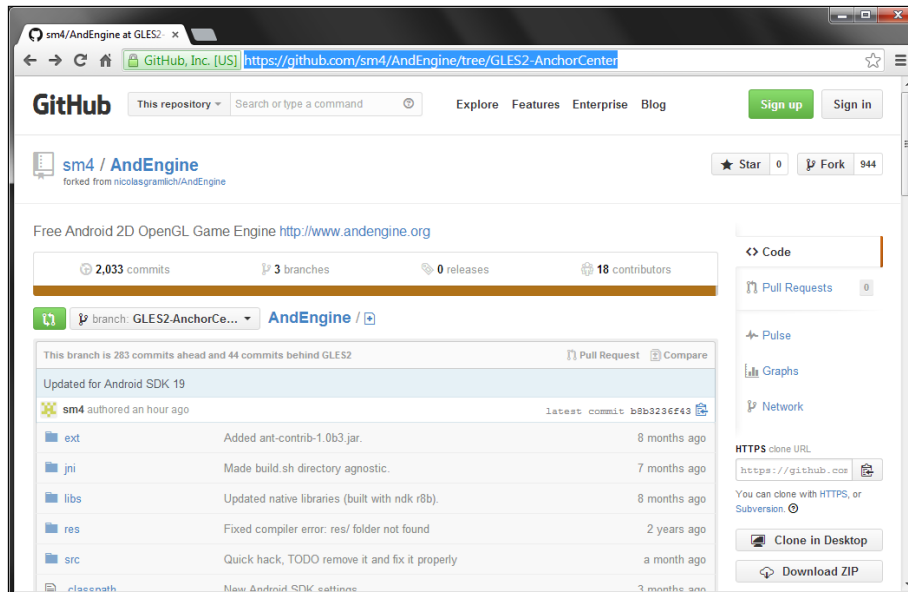 sm4/AndEngine at GLES2-
GitHub, Inc. [US] https://github.com/sm4/AndEngine/tree/GLES2-AnchorCenter
GitHub This repository Search or type a command Explore Features Enterprise Blog Sign up Sign in
sm4 / AndEngine
Star 0 Fork 944
forked from nicolasgramlich/AndEngine
Free Android 2D OpenGL Game Engine http://www.andengine.org
2,033 commits 3 branches 0 releases 18 contributors
branch: GLES2-AnchorCe... AndEngine /
This branch is 283 commits ahead and 44 commits behind GLES2 Pull Request Compare
Updated for Android SDK 19
sm4 authored an hour ago latest commit b8b3236f43
ext Added ant-contrib-1.0b3.jar. 8 months ago
jni Made build.sh directory agnostic. 7 months ago
libs Updated native libraries (built with ndk r8b). 8 months ago
res Fixed compiler error: res/ folder not found 2 years ago
src Quick hack, TODO remove it and fix it properly a month ago
.classpath New Android SDK settings 3 months ago
Code
Pull Requests 0
Pulse
Graphs
Network
HTTPS clone URL
https://github.com
You can clone with HTTPS, or
Subversion.
Clone in Desktop
Download ZIP